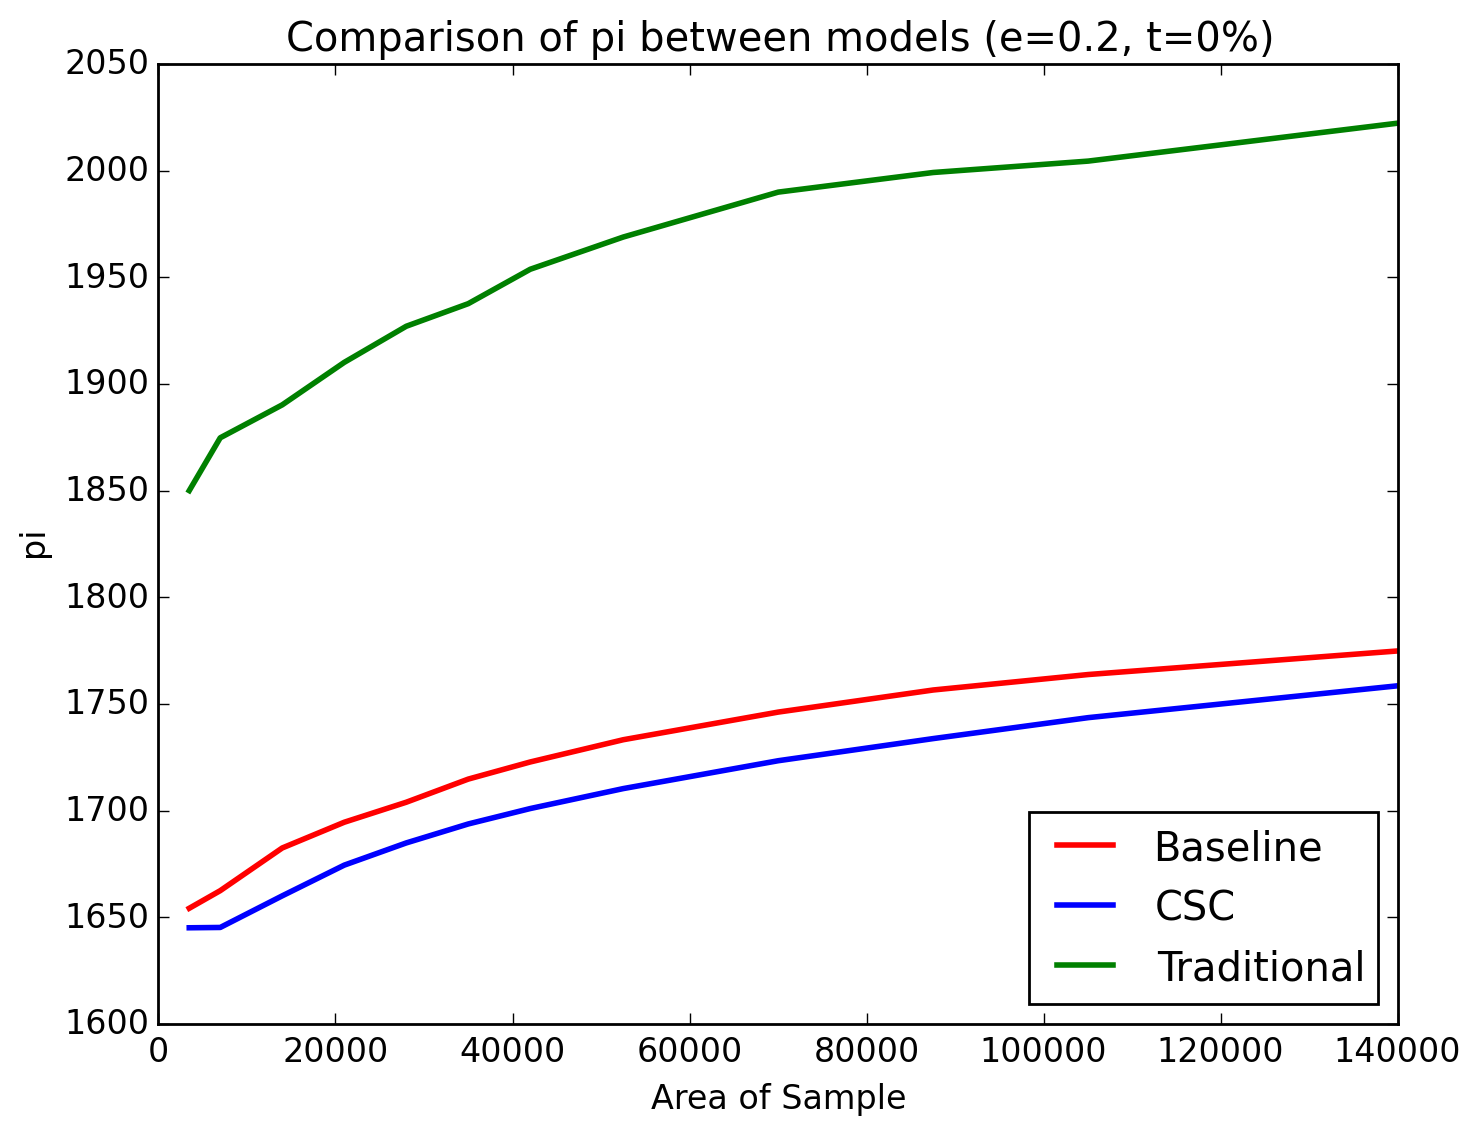 Comparison of pi between models (e=0.2, t=0%)
2050
2000
1950
1900
1850
1800
1750
1700
1650
1600
pi
0 20000 40000 60000 80000 100000 120000 140000
Area of Sample
Baseline
CSC
Traditional